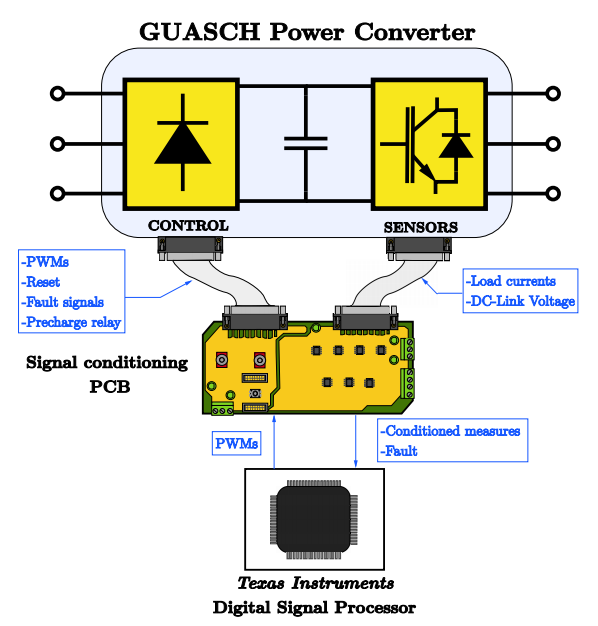 GUASCH Power Converter
CONTROL
SENSORS
-PWMs
-Reset
-Fault signals
-Precharge relay
-Load currents
-DC-Link Voltage
Signal conditioning
PCB
PWMs
-Conditioned measures
-Fault
Texas Instruments
Digital Signal Processor